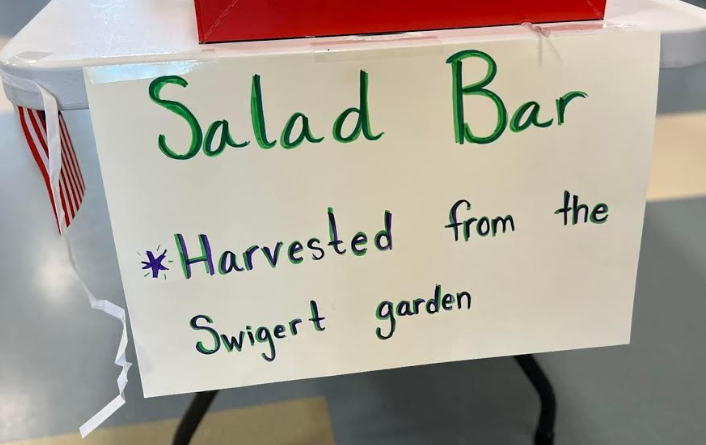 Salad Bar
*Harvested from the
Swigert garden